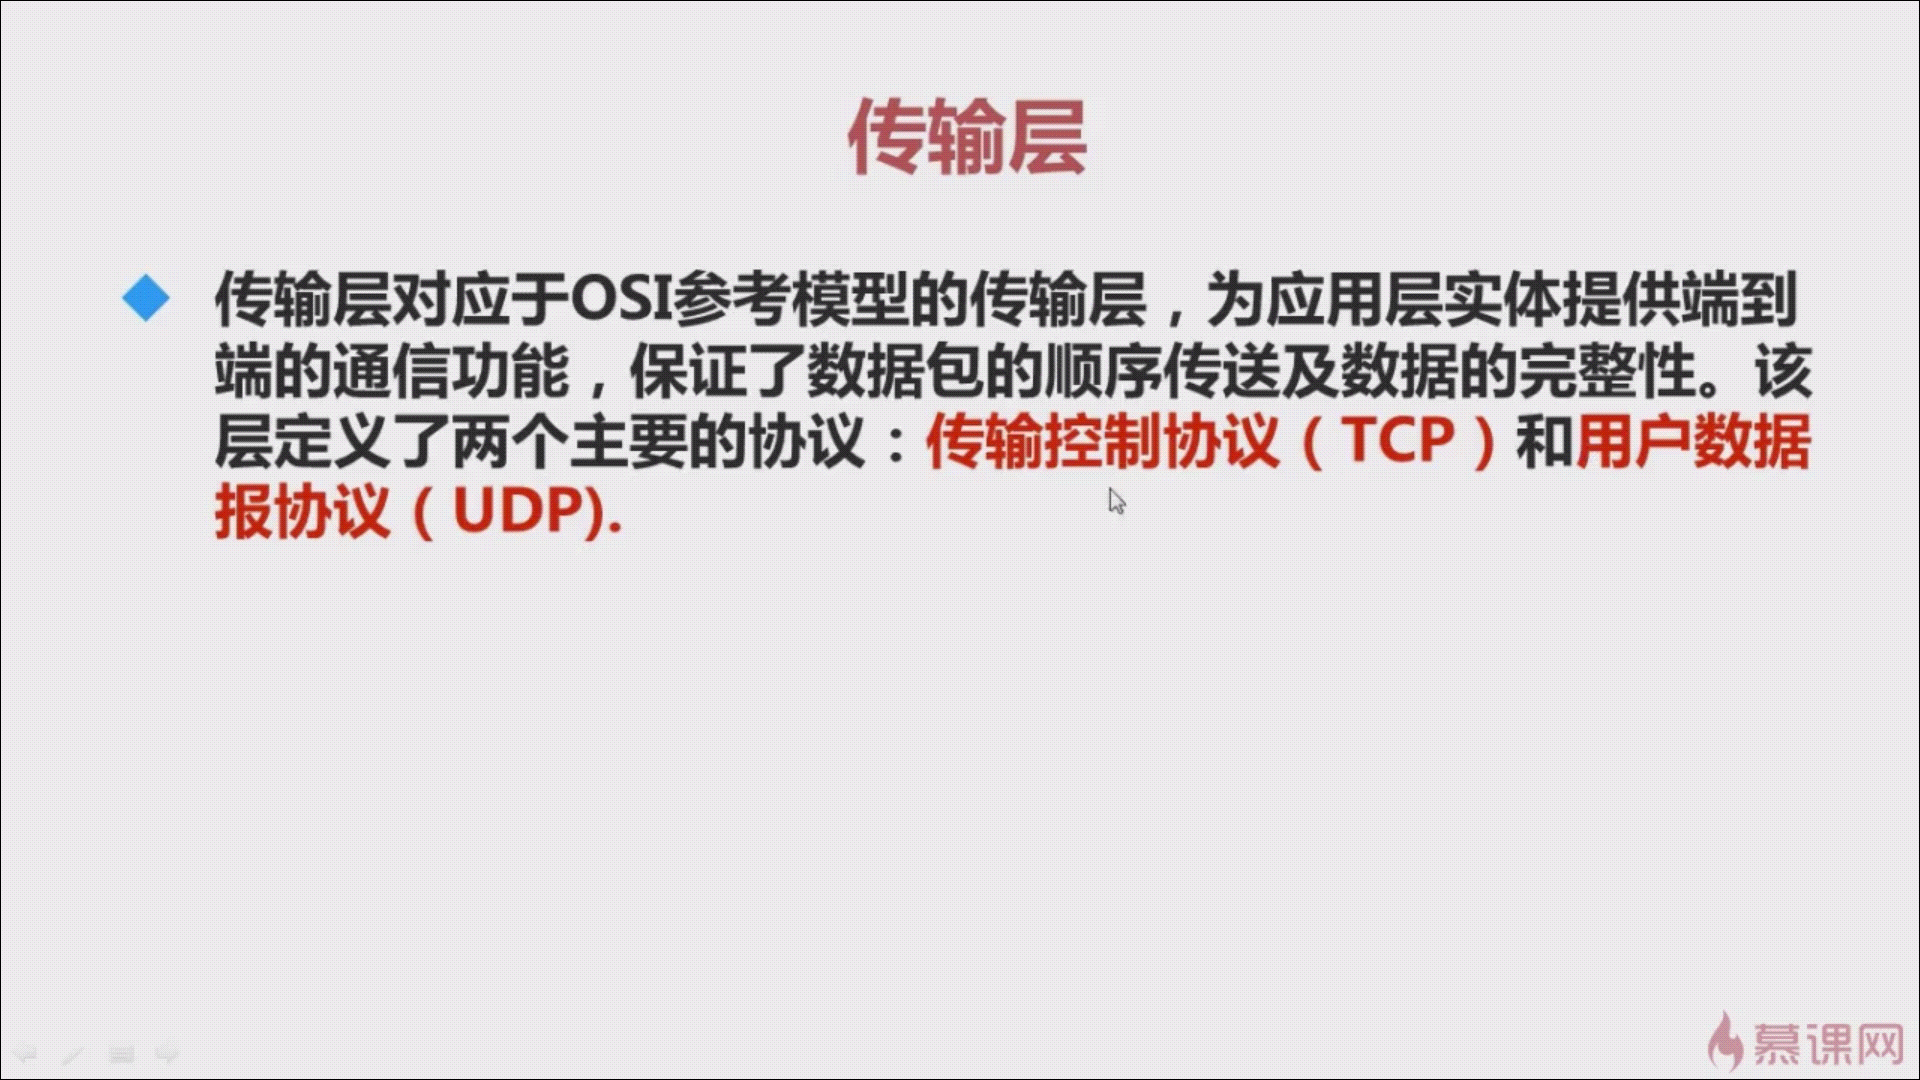 传输层
传输层对应于OSI参考模型的传输层，为应用层实体提供端到
端的通信功能，保证了数据包的顺序传送及数据的完整性。该
层定义了两个主要的协议：传输控制协议（TCP）和用户数据
报协议（UDP).
慕课网